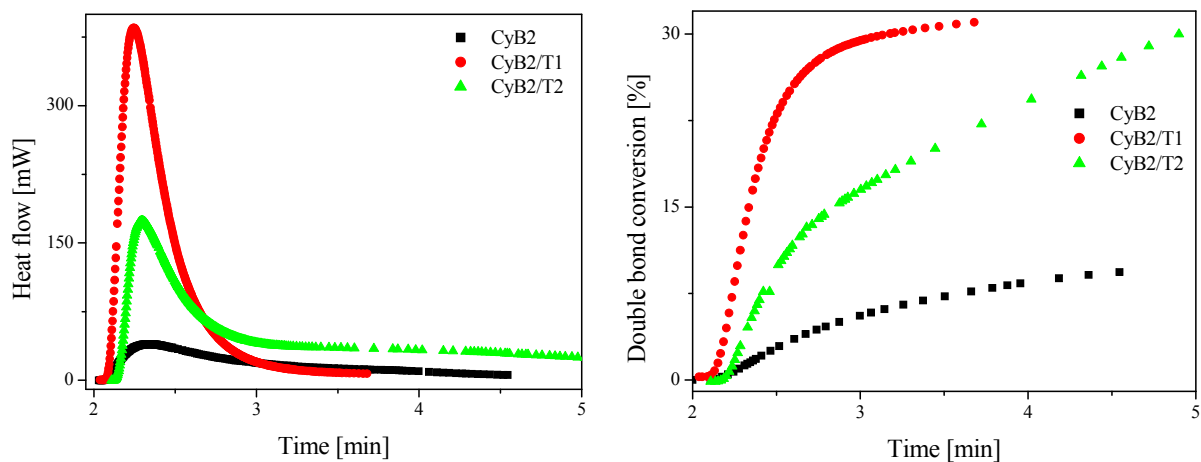 Heat flow [mW]
300
150
0
2
3
4
5
Time [min]
CyB2
CyB2/T1
CyB2/T2
Double bond conversion [%]
30
15
0
2
3
4
5
Time [min]
CyB2
CyB2/T1
CyB2/T2